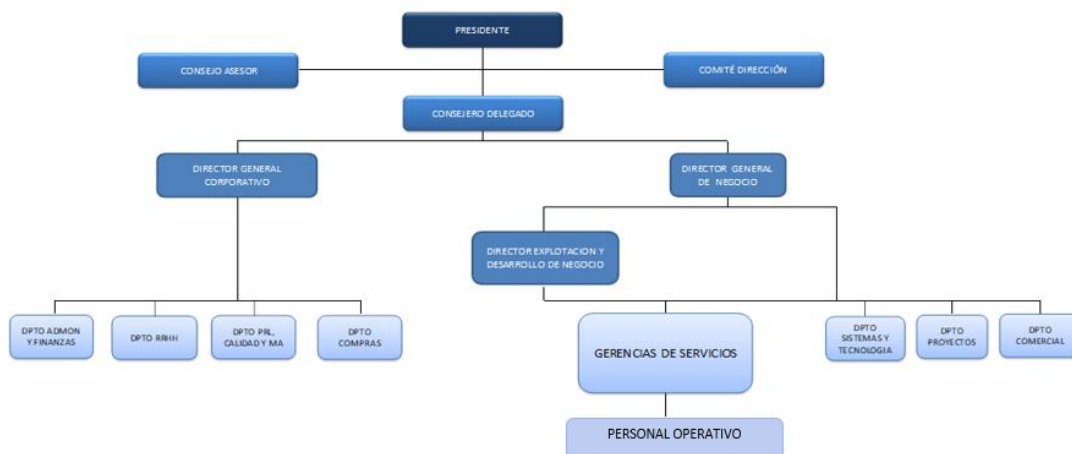 PRESIDENTE
CONSEJO ASESOR
COMITÉ DIRECCIÓN
CONSEJERO DELEGADO
DIRECTOR GENERAL
CORPORATIVO
DIRECTOR GENERAL
DE NEGOCIO
DIRECTOR EXPLOTACION Y
DESARROLLO DE NEGOCIO
DPTO ADMON
Y FINANZAS
DPTO RRHH
DPTO PRL,
CALIDAD Y MA
DPTO
COMPRAS
GERENCIAS DE SERVICIOS
DPTO
SISTEMAS Y
TECNOLOGIA
DPTO
PROYECTOS
DPTO
COMERCIAL
PERSONAL OPERATIVO